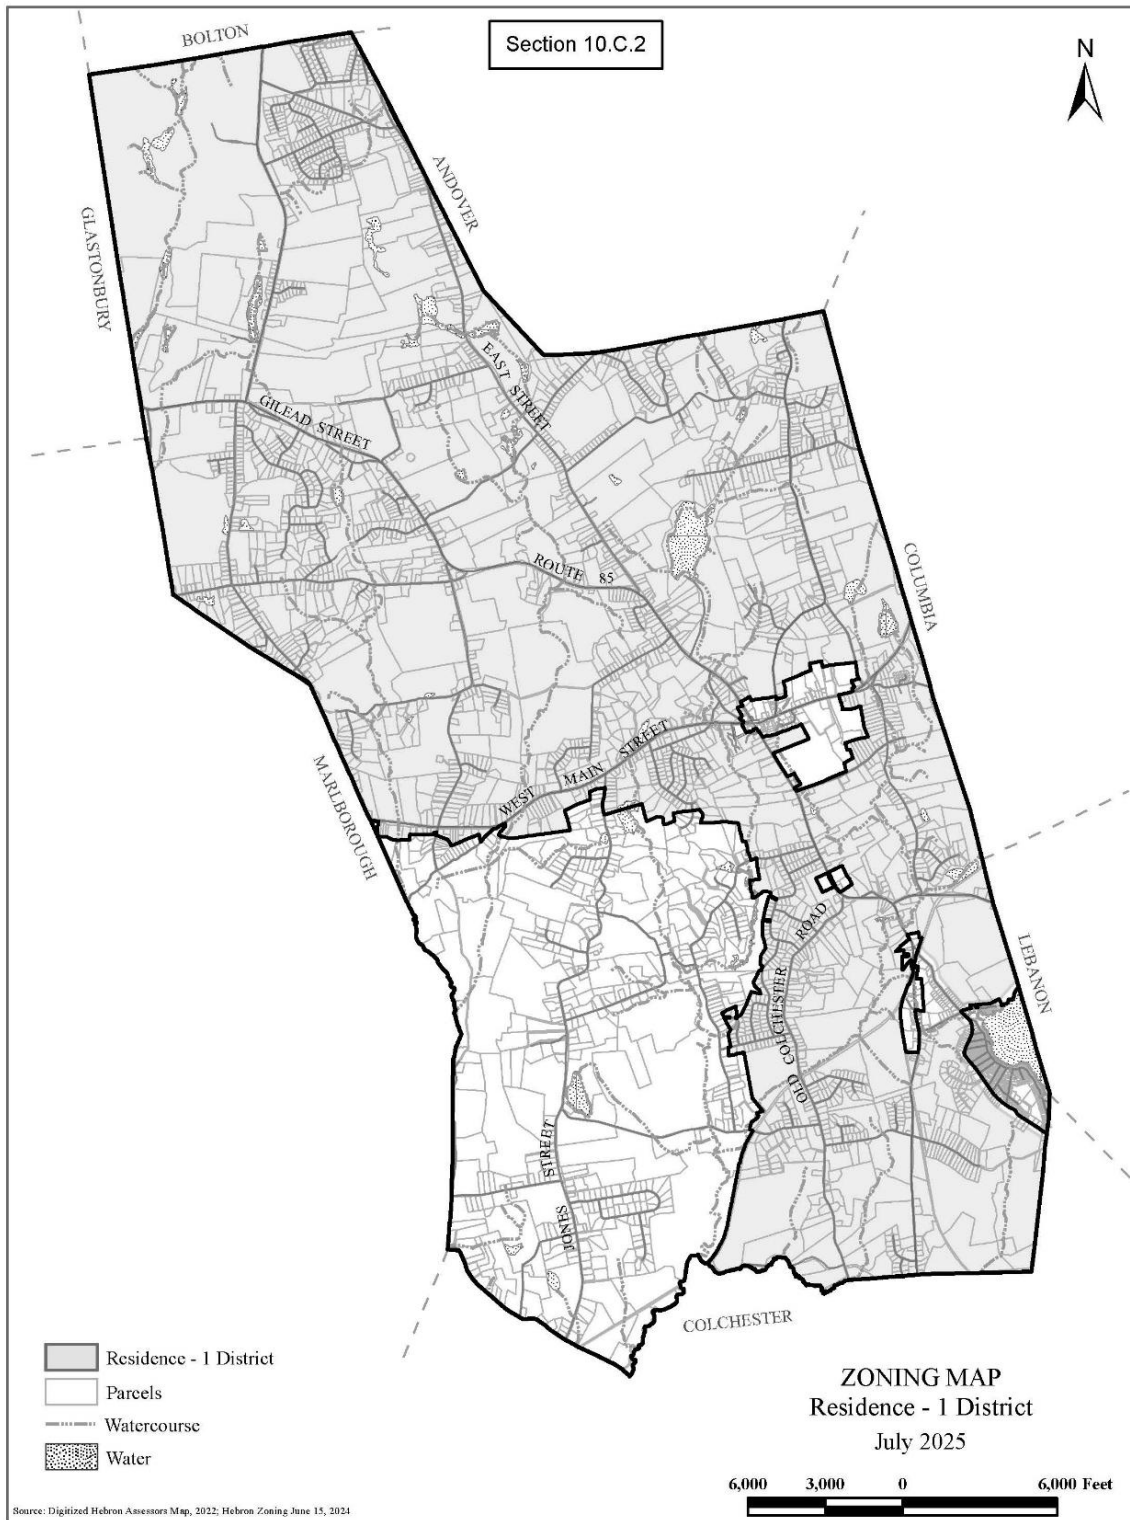 Section 10.C.2
N
BOLTON
ANDOVER
GLASTONBURY
EAST STREET
GILEAD STREET
ROUTE 85
COLUMBIA
WEST MAIN STREET
MARLBOROUGH
OLD COLCHESTER ROAD
LEBANON
JONES STREET
COLCHESTER
Residence - 1 District
Parcels
Watercourse
Water
ZONING MAP
Residence - 1 District
July 2025
6,000 3,000 0 6,000 Feet
Source: Digitized Hebron Assessors Map, 2022; Hebron Zoning June 15, 2024